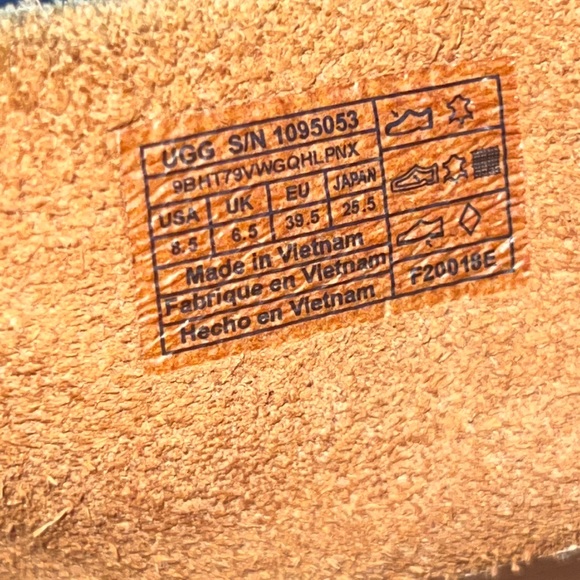 UGG S/N 1095053
9BHT79VWGQHLPNX
USA UK EU JAPAN
8.5 6.5 39.5 25.5
Made in Vietnam
Fabrique en Vietnam
Hecho en Vietnam
F20018E